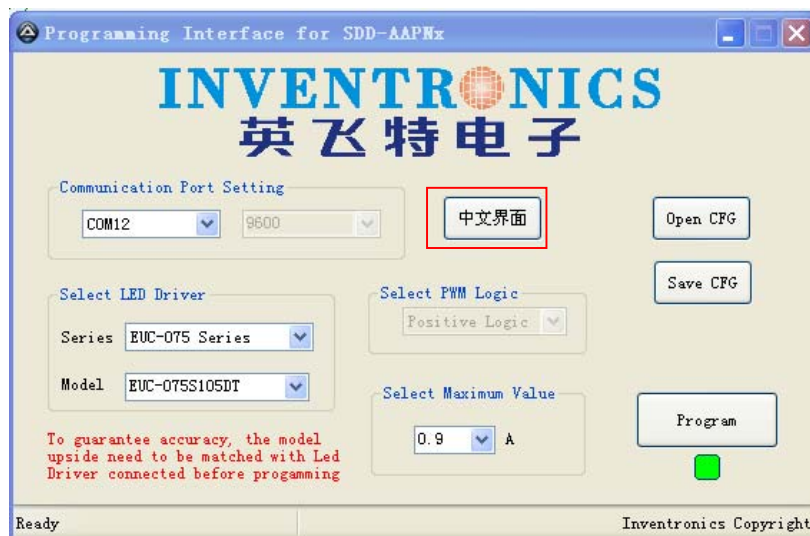 Programming Interface for SDD-AAPNx
INVENTRONICS
英飞特电子
Communication Port Setting
COM12
9600
中文界面
Open CFG
Save CFG
Select LED Driver
Series
EUC-075 Series
Model
EUC-075S105DT
Select PWM Logic
Positive Logic
Select Maximum Value
0.9
A
Program
To guarantee accuracy, the model
upside need to be matched with Led
Driver connected before progamming
Ready
Inventronics Copyright